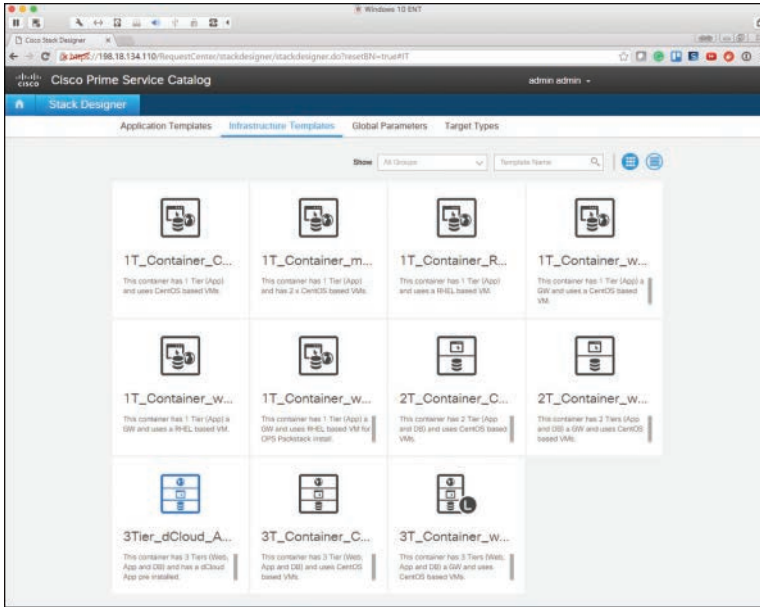 Windows 10 ENT
Cisco Stack Designer
https://198.18.134.110/RequestCenter/stackdesigner/stackdesigner.do?resetBN=true#IT
CISCO Cisco Prime Service Catalog admin admin
Stack Designer
Application Templates Infrastructure Templates Global Parameters Target Types
Show All Groups Template Name
1T_Container_C... 1T_Container_m... 1T_Container_R... 1T_Container_w...
This container has 1 Tier (App) This container has 1 Tier (App) This container has 1 Tier (App) This container has 1 Tier (App) a
and uses CentOS based VMs. and has 2 x CentOS based VMs. and uses a RHEL based VM. GW and uses a CentOS based
VM.
1T_Container_w... 1T_Container_w... 2T_Container_C... 2T_Container_w...
This container has 1 Tier (App) a This container has 1 Tier (App) a This container has 2 Tier (App This container has 2 Tiers (App
GW and uses a RHEL based VM. GW and uses RHEL based VM for and DB) and uses CentOS based and DB) a GW and uses CentOS
OPS Packstack install. VMs. based VMs.
3Tier_dCloud_A... 3T_Container_C... 3T_Container_w...
This container has 3 Tiers (Web, This container has 3 Tier (Web, This container has 3 Tiers (Web,
App and DB) and has a dCloud App and DB) and uses CentOS App and DB) a GW and uses
App pre installed. based VMs. CentOS based VMs.
L